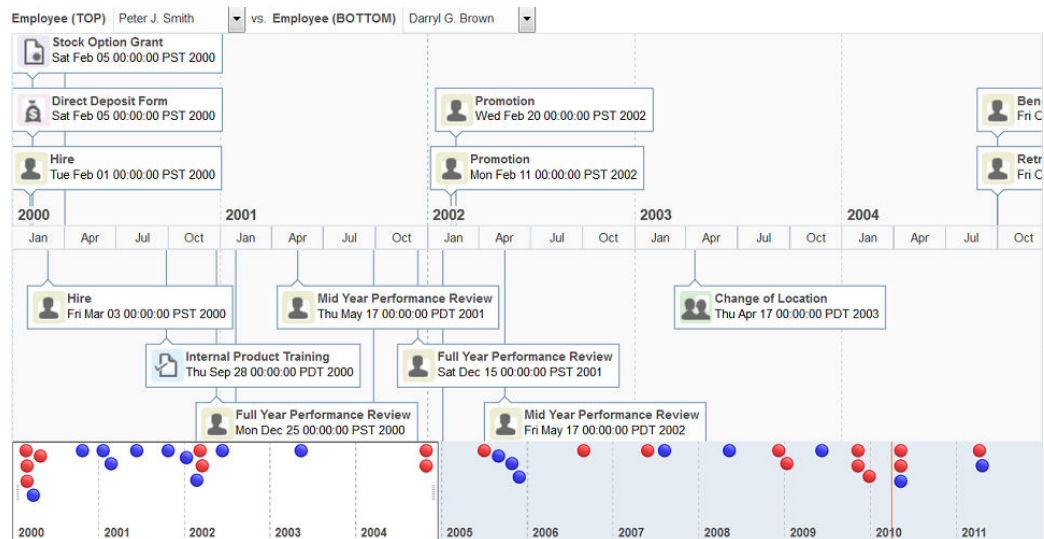 Employee (TOP) Peter J. Smith vs. Employee (BOTTOM) Darryl G. Brown
Stock Option Grant
Sat Feb 05 00:00:00 PST 2000
Direct Deposit Form
Sat Feb 05 00:00:00 PST 2000
Promotion
Wed Feb 20 00:00:00 PST 2002
Ben
Fri
Hire
Tue Feb 01 00:00:00 PST 2000
Promotion
Mon Feb 11 00:00:00 PST 2002
Retr
Fri
2000 2001 2002 2003 2004
Jan Apr Jul Oct Jan Apr Jul Oct Jan Apr Jul Oct Jan Apr Jul Oct Jan Apr Jul Oct
Hire
Fri Mar 03 00:00:00 PST 2000
Mid Year Performance Review
Thu May 17 00:00:00 PDT 2001
Change of Location
Thu Apr 17 00:00:00 PDT 2003
Internal Product Training
Thu Sep 28 00:00:00 PDT 2000
Full Year Performance Review
Sat Dec 15 00:00:00 PST 2001
Full Year Performance Review
Mon Dec 25 00:00:00 PST 2000
Mid Year Performance Review
Fri May 17 00:00:00 PDT 2002
2000 2001 2002 2003 2004 2005 2006 2007 2008 2009 2010 2011